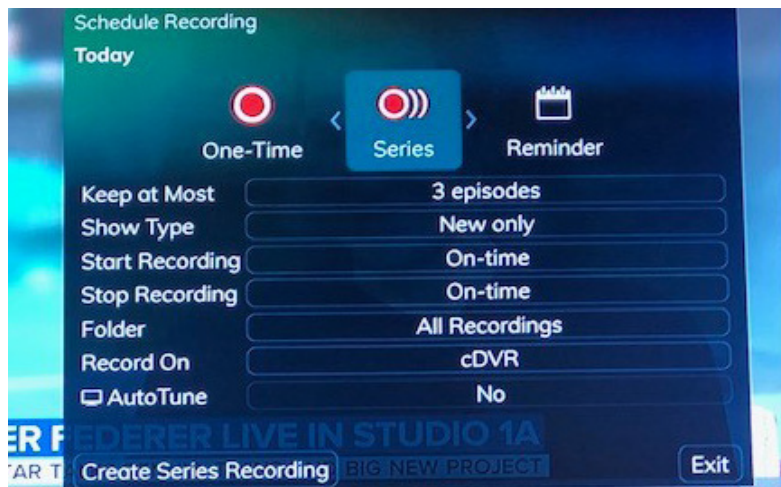 Schedule Recording
Today
One-Time
Series
Reminder
Keep at Most 3 episodes
Show Type New only
Start Recording On-time
Stop Recording On-time
Folder All Recordings
Record On cDVR
AutoTune No
ER FEDERER LIVE IN STUDIO 1A
AR BIG NEW PROJECT
Create Series Recording
Exit